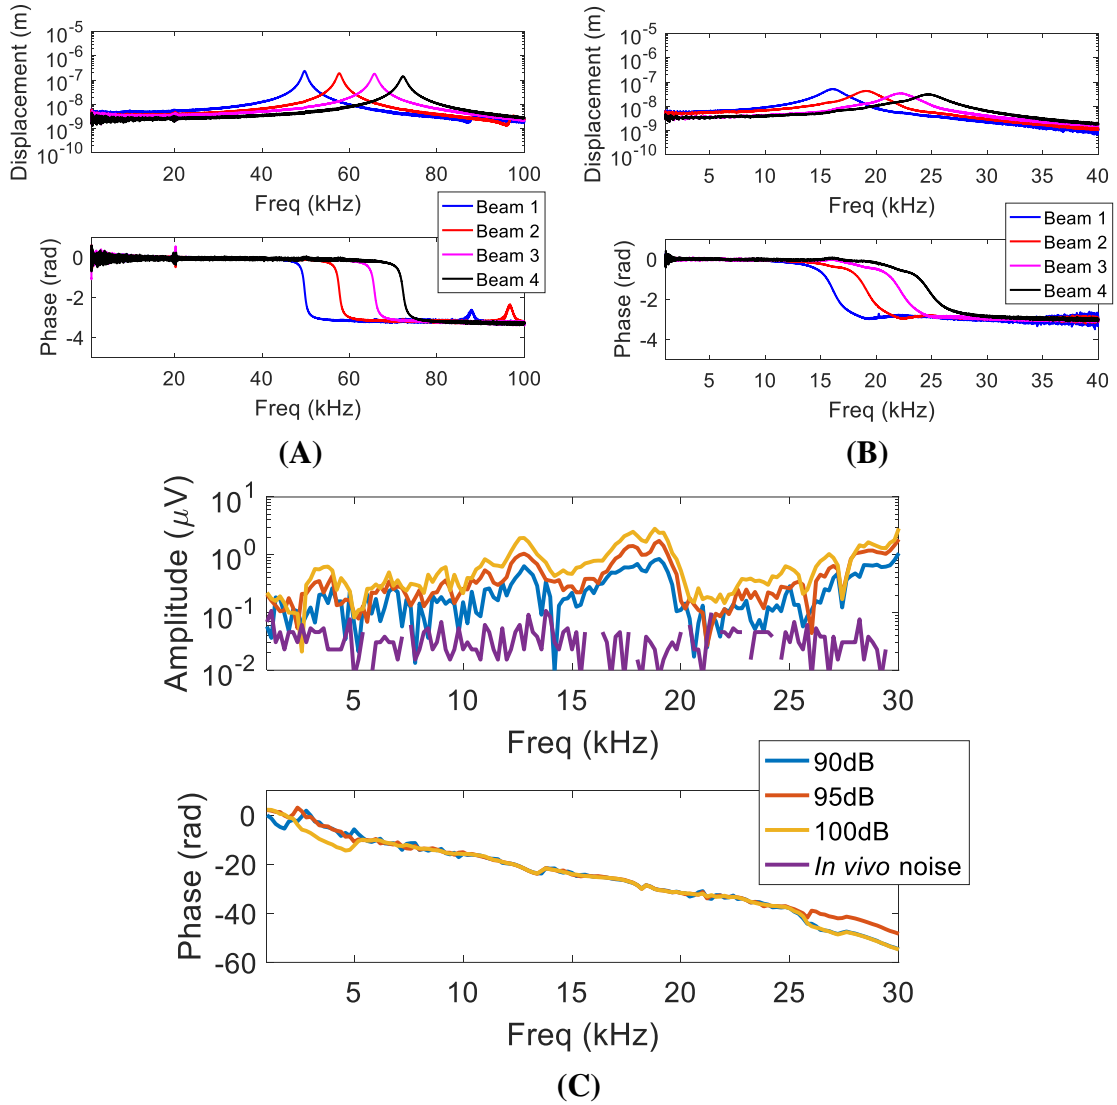 Displacement (m)
10^-5
10^-6
10^-7
10^-8
10^-9
10^-10
20 40 60 80 100
Freq (kHz)
Beam 1
Beam 2
Beam 3
Beam 4
Phase (rad)
0
-2
-4
20 40 60 80 100
Freq (kHz)
(A)
Displacement (m)
10^-5
10^-6
10^-7
10^-8
10^-9
10^-10
5 10 15 20 25 30 35 40
Freq (kHz)
Beam 1
Beam 2
Beam 3
Beam 4
Phase (rad)
0
-2
-4
5 10 15 20 25 30 35 40
Freq (kHz)
(B)
Amplitude (μV)
10^1
10^0
10^-1
10^-2
5 10 15 20 25 30
Freq (kHz)
90dB
95dB
100dB
In vivo noise
Phase (rad)
0
-20
-40
-60
5 10 15 20 25 30
Freq (kHz)
(C)